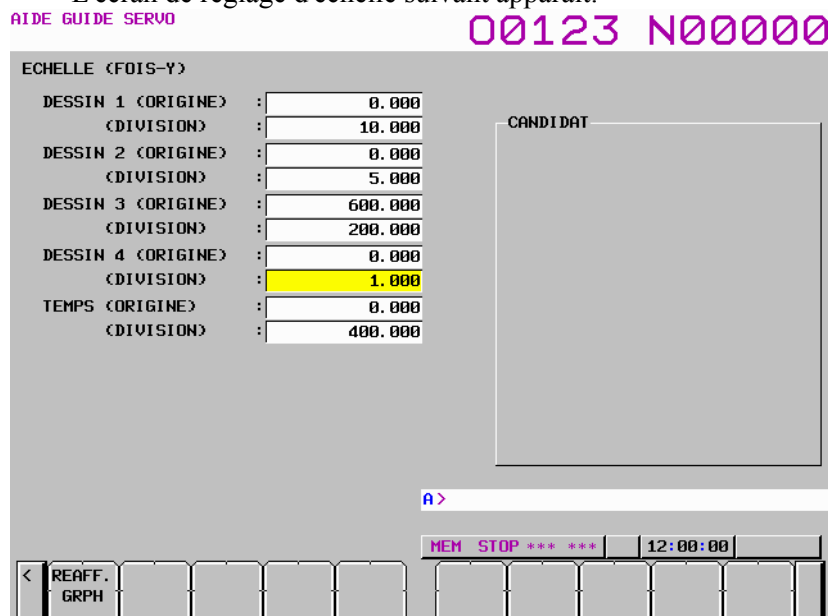 L'écran de réglage d'échelle suivant apparaît.
AIDE GUIDE SERVO
O0123 N00000
ECHELLE (FOIS-Y)
DESSIN 1 (ORIGINE) : 0.000
(DIVISION) : 10.000
DESSIN 2 (ORIGINE) : 0.000
(DIVISION) : 5.000
DESSIN 3 (ORIGINE) : 600.000
(DIVISION) : 200.000
DESSIN 4 (ORIGINE) : 0.000
(DIVISION) : 1.000
TEMPS (ORIGINE) : 0.000
(DIVISION) : 400.000
CANDIDAT
A>
MEM STOP *** *** 12:00:00
< REAFF.
GRPH